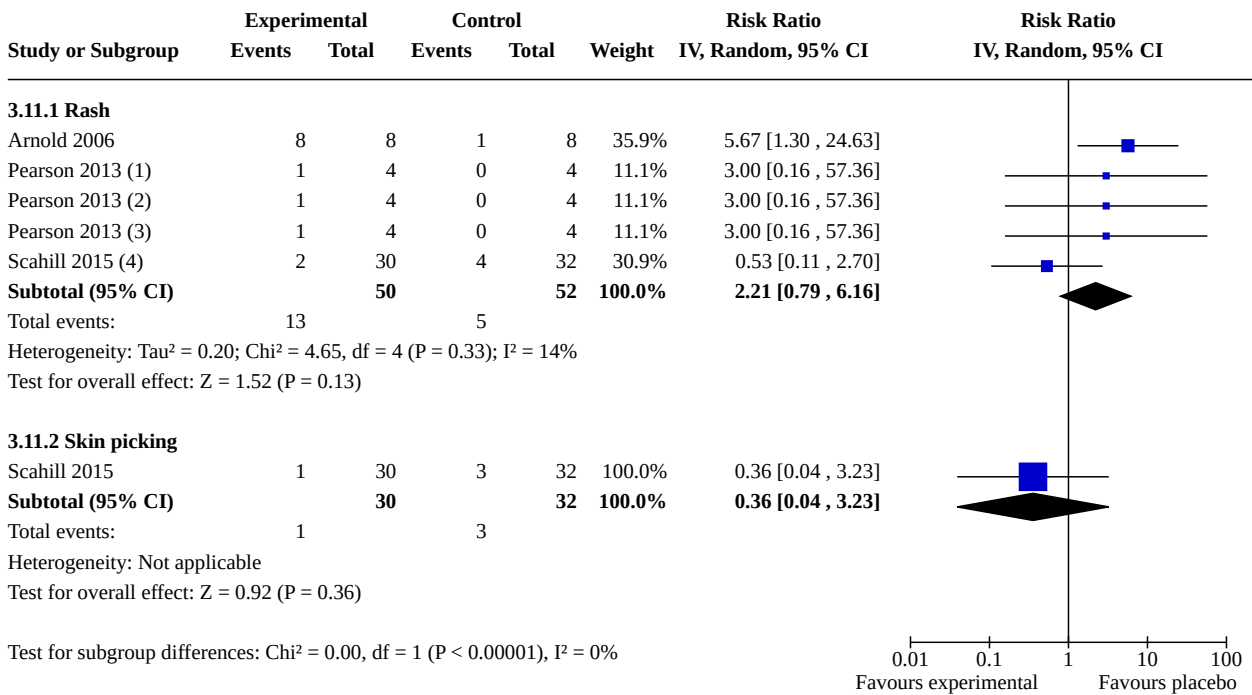 Experimental Control Risk Ratio Risk Ratio
Study or Subgroup Events Total Events Total Weight IV, Random, 95% CI IV, Random, 95% CI
3.11.1 Rash
Arnold 2006 8 8 1 8 35.9% 5.67 [1.30 , 24.63]
Pearson 2013 (1) 1 4 0 4 11.1% 3.00 [0.16 , 57.36]
Pearson 2013 (2) 1 4 0 4 11.1% 3.00 [0.16 , 57.36]
Pearson 2013 (3) 1 4 0 4 11.1% 3.00 [0.16 , 57.36]
Scahill 2015 (4) 2 30 4 32 30.9% 0.53 [0.11 , 2.70]
Subtotal (95% CI) 50 52 100.0% 2.21 [0.79 , 6.16]
Total events: 13 5
Heterogeneity: Tau² = 0.20; Chi² = 4.65, df = 4 (P = 0.33); I² = 14%
Test for overall effect: Z = 1.52 (P = 0.13)
3.11.2 Skin picking
Scahill 2015 1 30 3 32 100.0% 0.36 [0.04 , 3.23]
Subtotal (95% CI) 30 32 100.0% 0.36 [0.04 , 3.23]
Total events: 1 3
Heterogeneity: Not applicable
Test for overall effect: Z = 0.92 (P = 0.36)
Test for subgroup differences: Chi² = 0.00, df = 1 (P < 0.00001), I² = 0%
0.01 0.1 1 10 100
Favours experimental Favours placebo